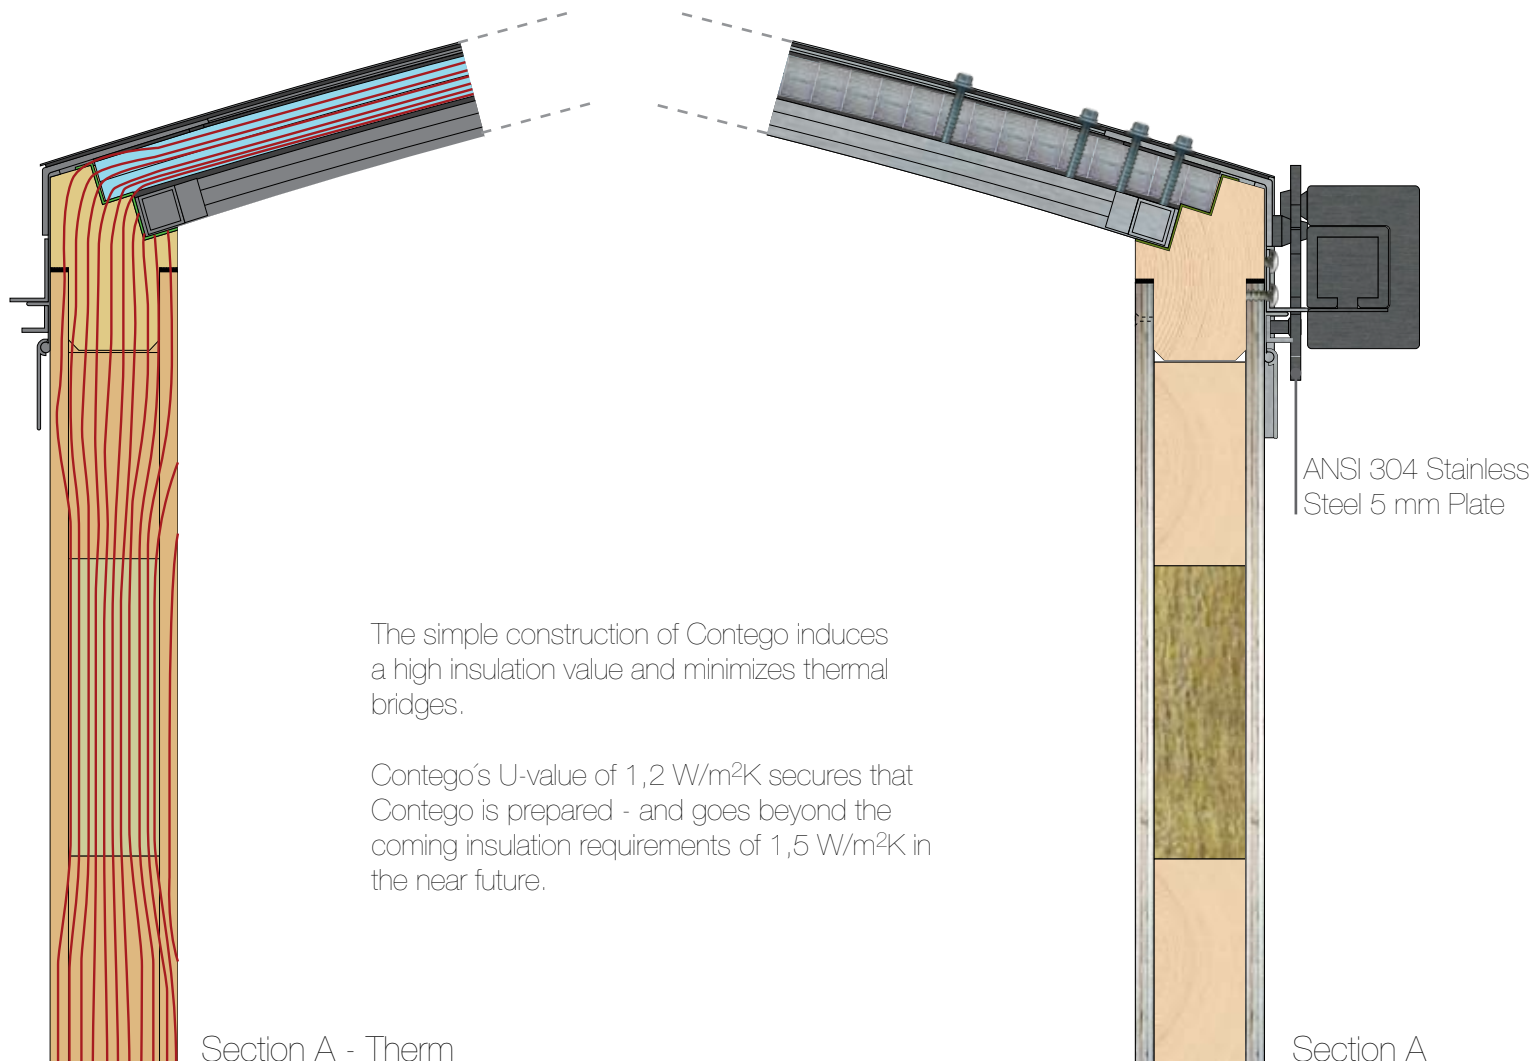 ANSI 304 Stainless
Steel 5 mm Plate
The simple construction of Contego induces
a high insulation value and minimizes thermal
bridges.
Contego´s U-value of 1,2 W/m²K secures that
Contego is prepared - and goes beyond the
coming insulation requirements of 1,5 W/m²K in
the near future.
Section A - Therm
Section A